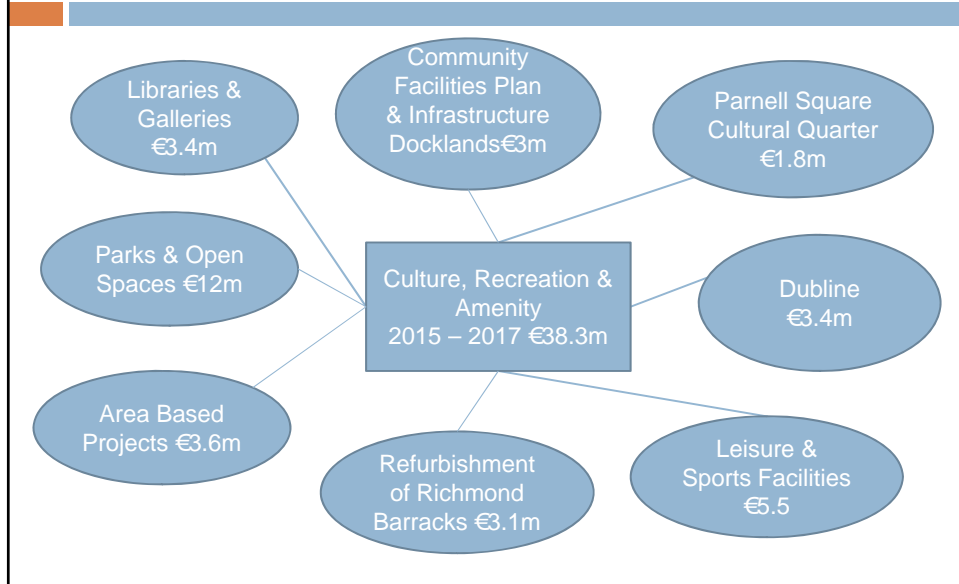 Libraries &
Galleries
€3.4m
Community
Facilities Plan
& Infrastructure
Docklands€3m
Parnell Square
Cultural Quarter
€1.8m
Parks & Open
Spaces €12m
Culture, Recreation &
Amenity
2015 – 2017 €38.3m
Dubline
€3.4m
Area Based
Projects €3.6m
Refurbishment
of Richmond
Barracks €3.1m
Leisure &
Sports Facilities
€5.5